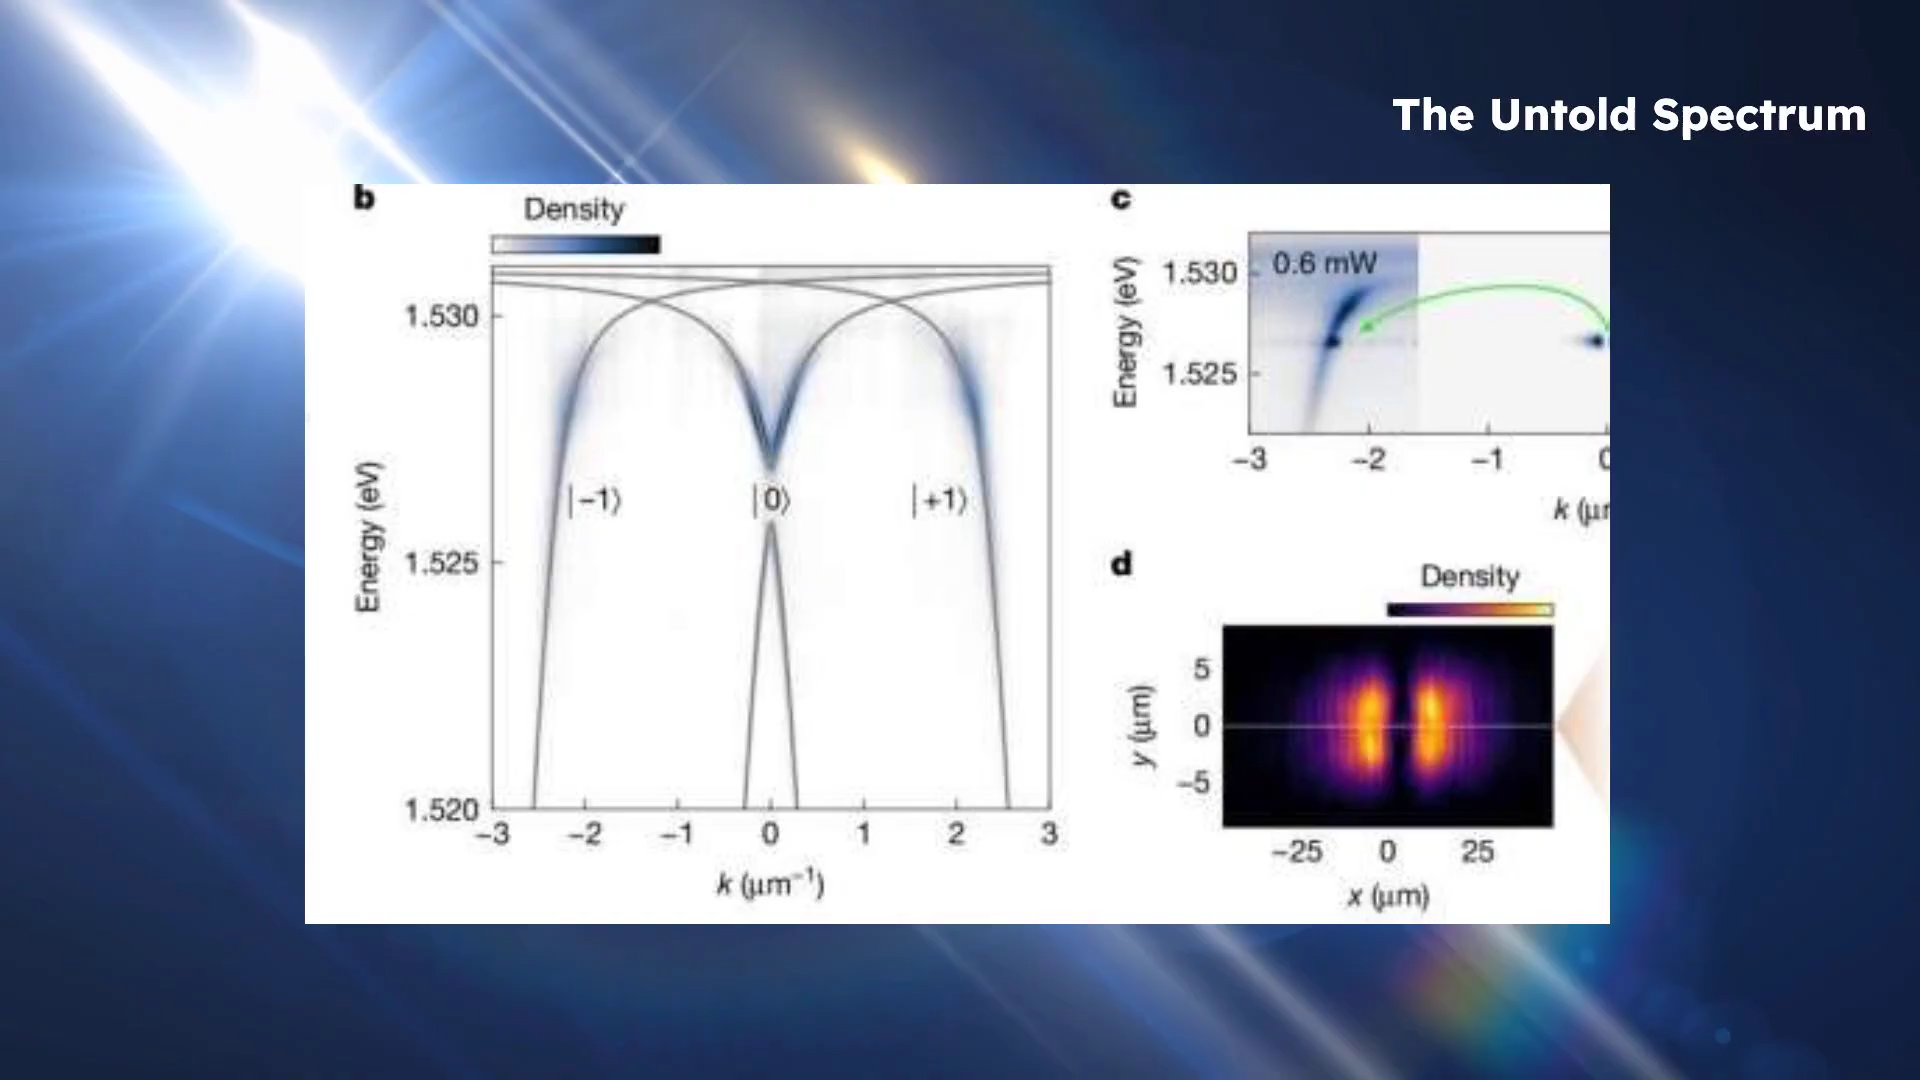 The Untold Spectrum
b
Density
Energy (eV)
1.530
1.525
1.520
|−1⟩
|0⟩
|+1⟩
−3 −2 −1 0 1 2 3
k (μm⁻¹)
c
0.6 mW
Energy (eV)
1.530
1.525
−3 −2 −1
k
d
Density
y (μm)
5
0
−5
−25 0 25
x (μm)